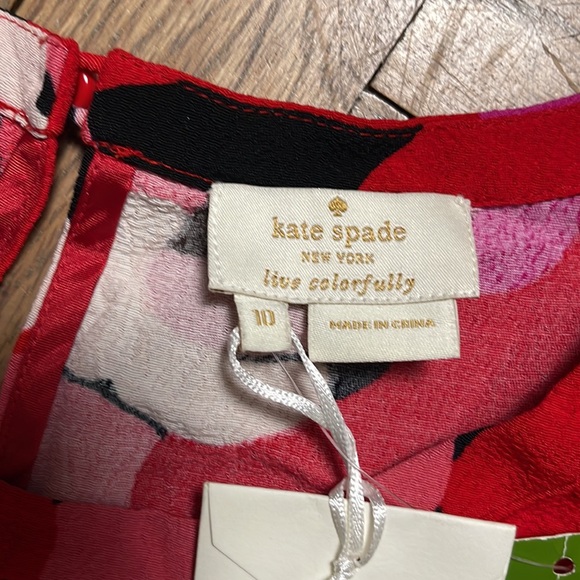 kate spade
NEW YORK
live colorfully
10
MADE IN CHINA